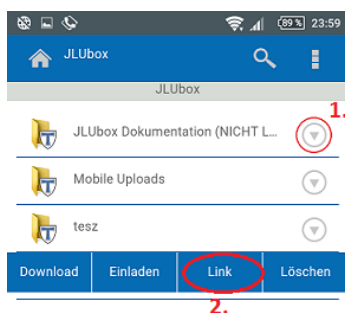 89% 23:59
JLUbox
JLUbox
1.
JLUbox Dokumentation (NICHT L...
Mobile Uploads
tesz
Download Einladen Link Löschen
2.